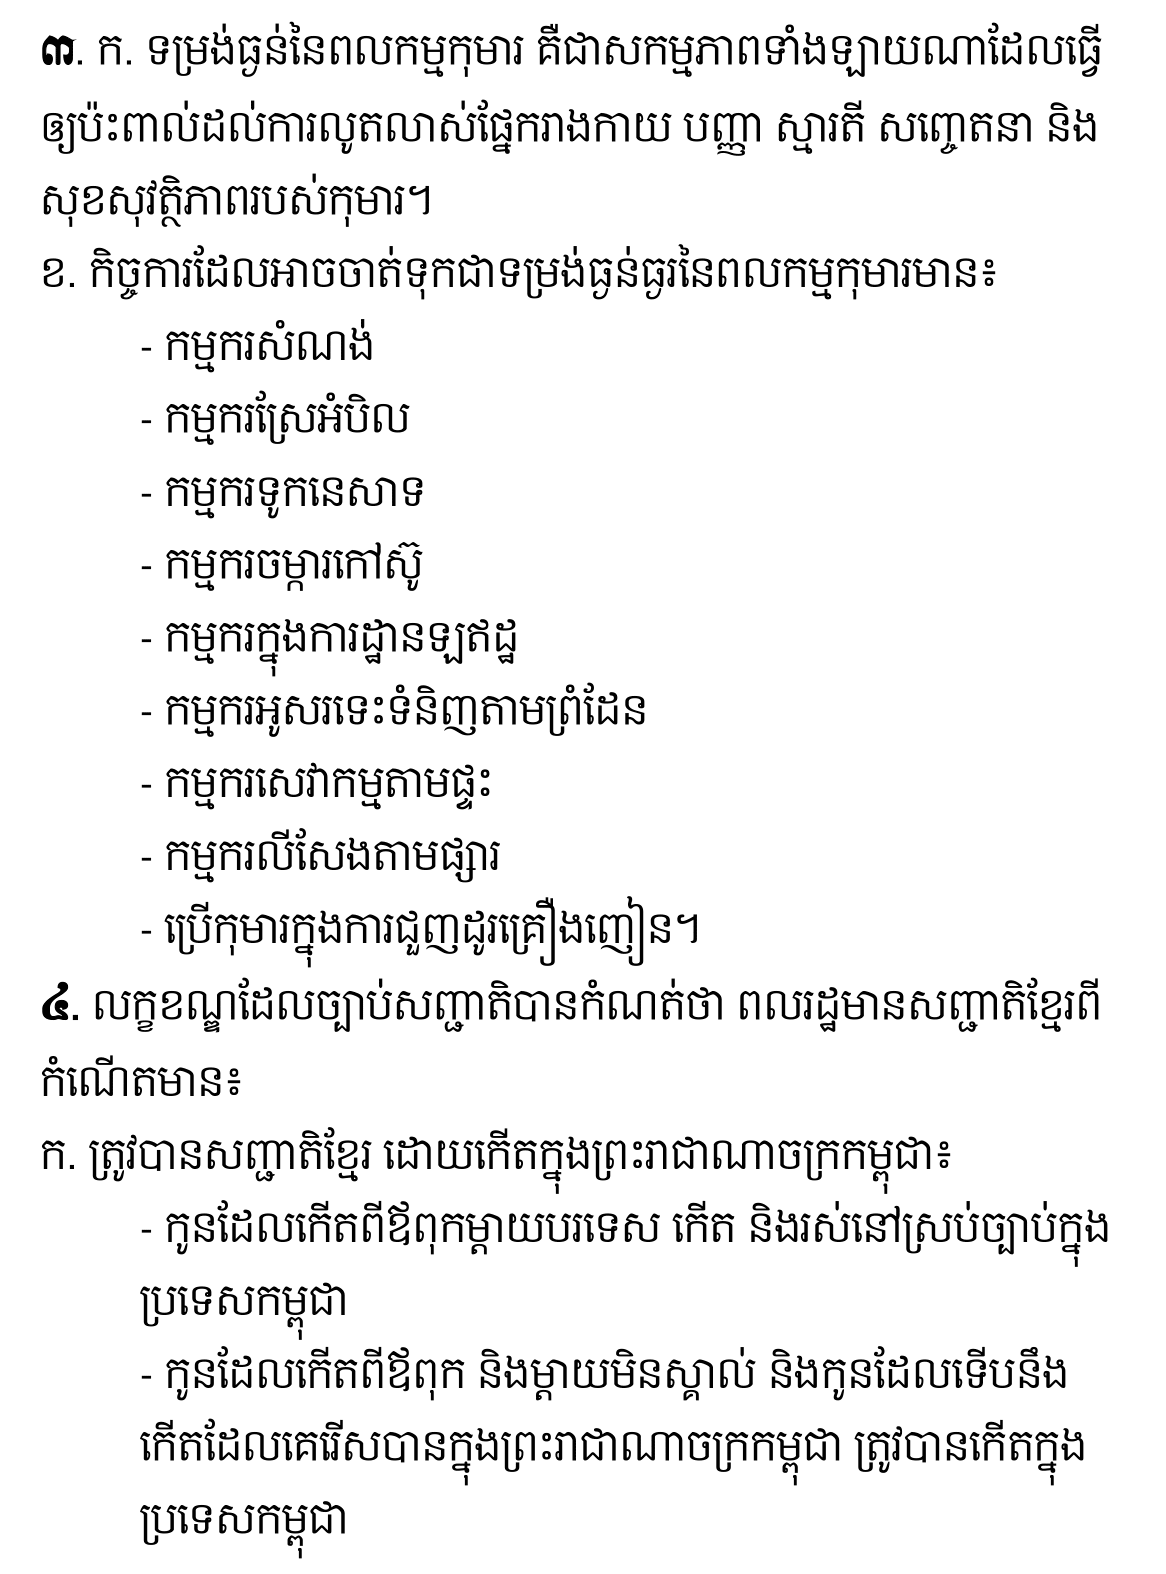 ៣. ក. ទម្រង់ធ្ងន់នៃពលកម្មកុមារ គឺជាសកម្មភាពទាំងឡាយណាដែលធ្វើ
ឲ្យប៉ះពាល់ដល់ការលូតលាស់ផ្នែករាងកាយ បញ្ញា ស្មារតី សញ្ចេតនា និង
សុខសុវត្ថិភាពរបស់កុមារ។
ខ. កិច្ចការដែលអាចចាត់ទុកជាទម្រង់ធ្ងន់ធ្ងរនៃពលកម្មកុមារមាន៖
- កម្មករសំណង់
- កម្មករស្រែអំបិល
- កម្មករទូកនេសាទ
- កម្មករចម្ការកៅស៊ូ
- កម្មករក្នុងការដ្ឋានឡឥដ្ឋ
- កម្មករអូសរទេះទំនិញតាមព្រំដែន
- កម្មករសេវាកម្មតាមផ្ទះ
- កម្មករលីសែងតាមផ្សារ
- ប្រើកុមារក្នុងការជួញដូរគ្រឿងញៀន។
៤. លក្ខខណ្ឌដែលច្បាប់សញ្ជាតិបានកំណត់ថា ពលរដ្ឋមានសញ្ជាតិខ្មែរពី
កំណើតមាន៖
ក. ត្រូវបានសញ្ជាតិខ្មែរ ដោយកើតក្នុងព្រះរាជាណាចក្រកម្ពុជា៖
- កូនដែលកើតពីឪពុកម្តាយបរទេស កើត និងរស់នៅស្របច្បាប់ក្នុង
ប្រទេសកម្ពុជា
- កូនដែលកើតពីឪពុក និងម្តាយមិនស្គាល់ និងកូនដែលទើបនឹង
កើតដែលគេរើសបានក្នុងព្រះរាជាណាចក្រកម្ពុជា ត្រូវបានកើតក្នុង
ប្រទេសកម្ពុជា